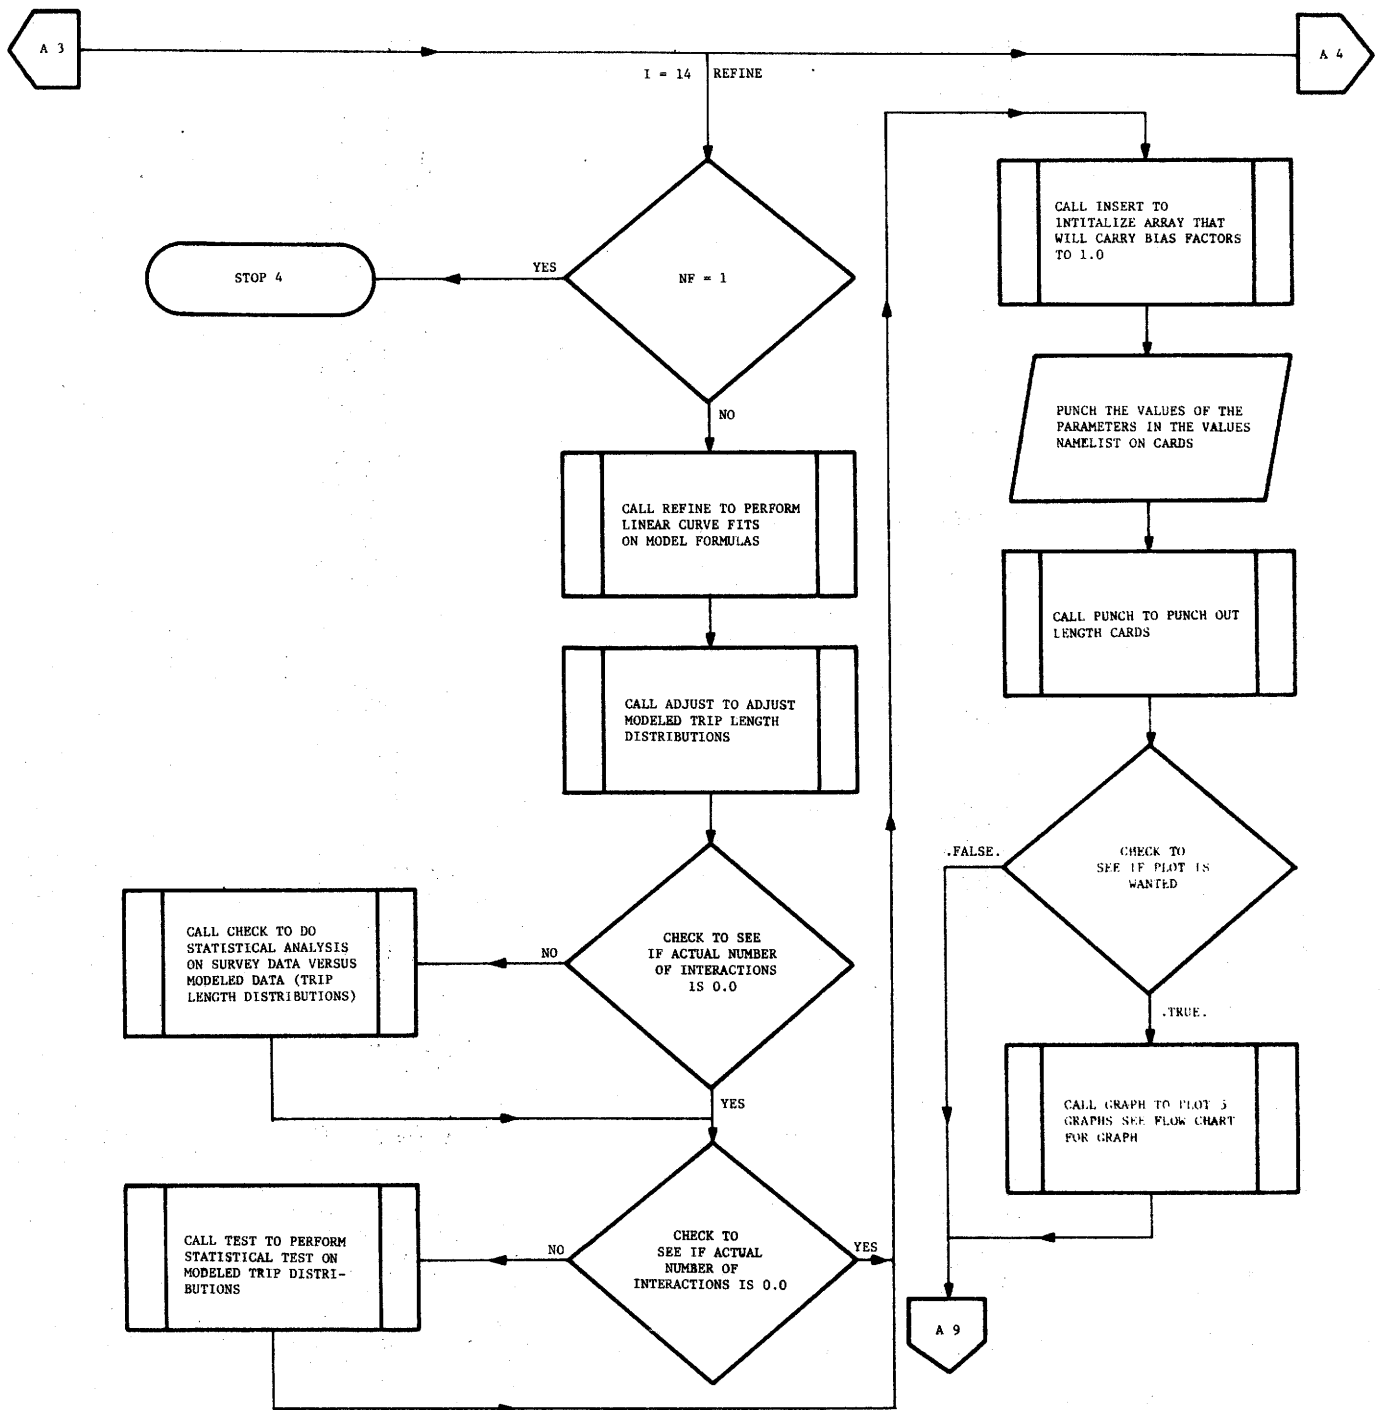 A 3
A 4
I = 14 REFINE
NF = 1
YES
STOP 4
NO
CALL REFINE TO PERFORM
LINEAR CURVE FITS
ON MODEL FORMULAS
CALL ADJUST TO ADJUST
MODELED TRIP LENGTH
DISTRIBUTIONS
CHECK TO SEE
IF ACTUAL NUMBER
OF INTERACTIONS
IS 0.0
NO
CALL CHECK TO DO
STATISTICAL ANALYSIS
ON SURVEY DATA VERSUS
MODELED DATA (TRIP
LENGTH DISTRIBUTIONS)
YES
CHECK TO
SEE IF ACTUAL
NUMBER OF
INTERACTIONS IS 0.0
NO
CALL TEST TO PERFORM
STATISTICAL TEST ON
MODELED TRIP DISTRI-
BUTIONS
YES
CALL INSERT TO
INTITALIZE ARRAY THAT
WILL CARRY BIAS FACTORS
TO 1.0
PUNCH THE VALUES OF THE
PARAMETERS IN THE VALUES
NAMELIST ON CARDS
CALL PUNCH TO PUNCH OUT
LENGTH CARDS
CHECK TO
SEE IF PLOT IS
WANTED
.FALSE.
.TRUE.
CALL GRAPH TO PLOT
GRAPHS SEE FLOW CHART
FOR GRAPH
A 9